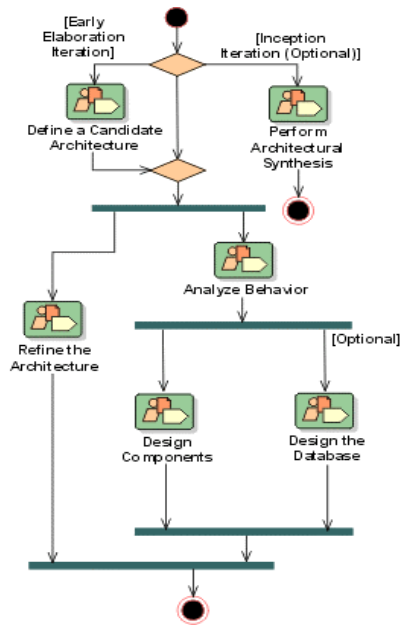 [Early
Elaboration
Iteration]
[Inception
Iteration (Optional)]
Define a Candidate
Architecture
Perform
Architectural
Synthesis
Analyze Behavior
[Optional]
Refine the
Architecture
Design
Components
Design the
Database